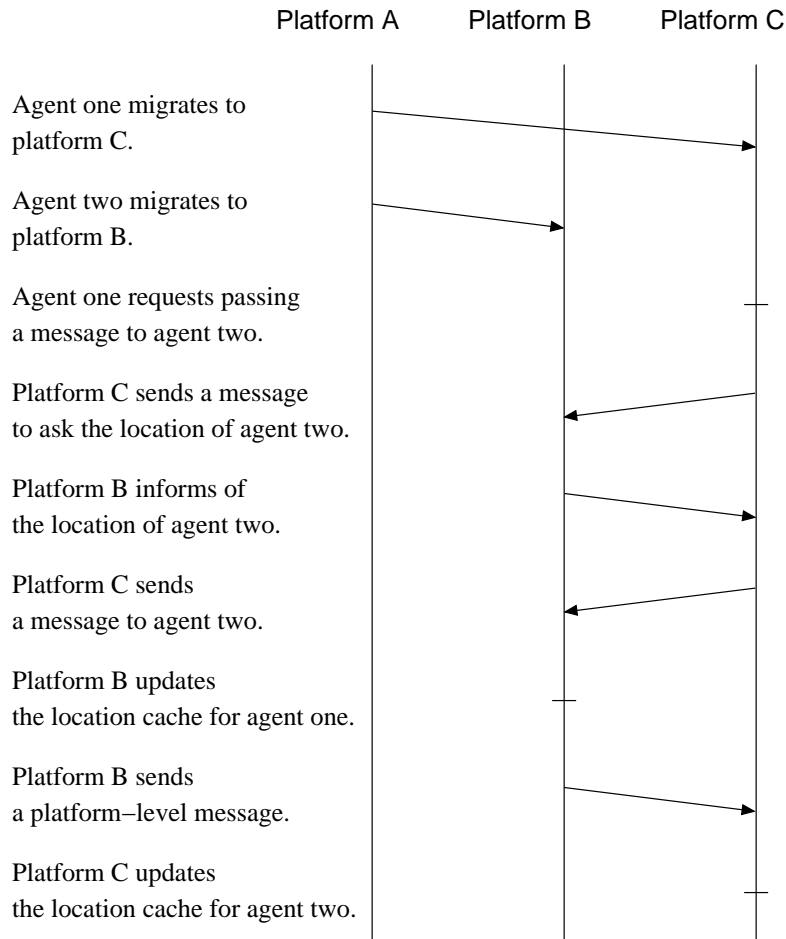 Platform A Platform B Platform C
Agent one migrates to
platform C.
Agent two migrates to
platform B.
Agent one requests passing
a message to agent two.
Platform C sends a message
to ask the location of agent two.
Platform B informs of
the location of agent two.
Platform C sends
a message to agent two.
Platform B updates
the location cache for agent one.
Platform B sends
a platform−level message.
Platform C updates
the location cache for agent two.